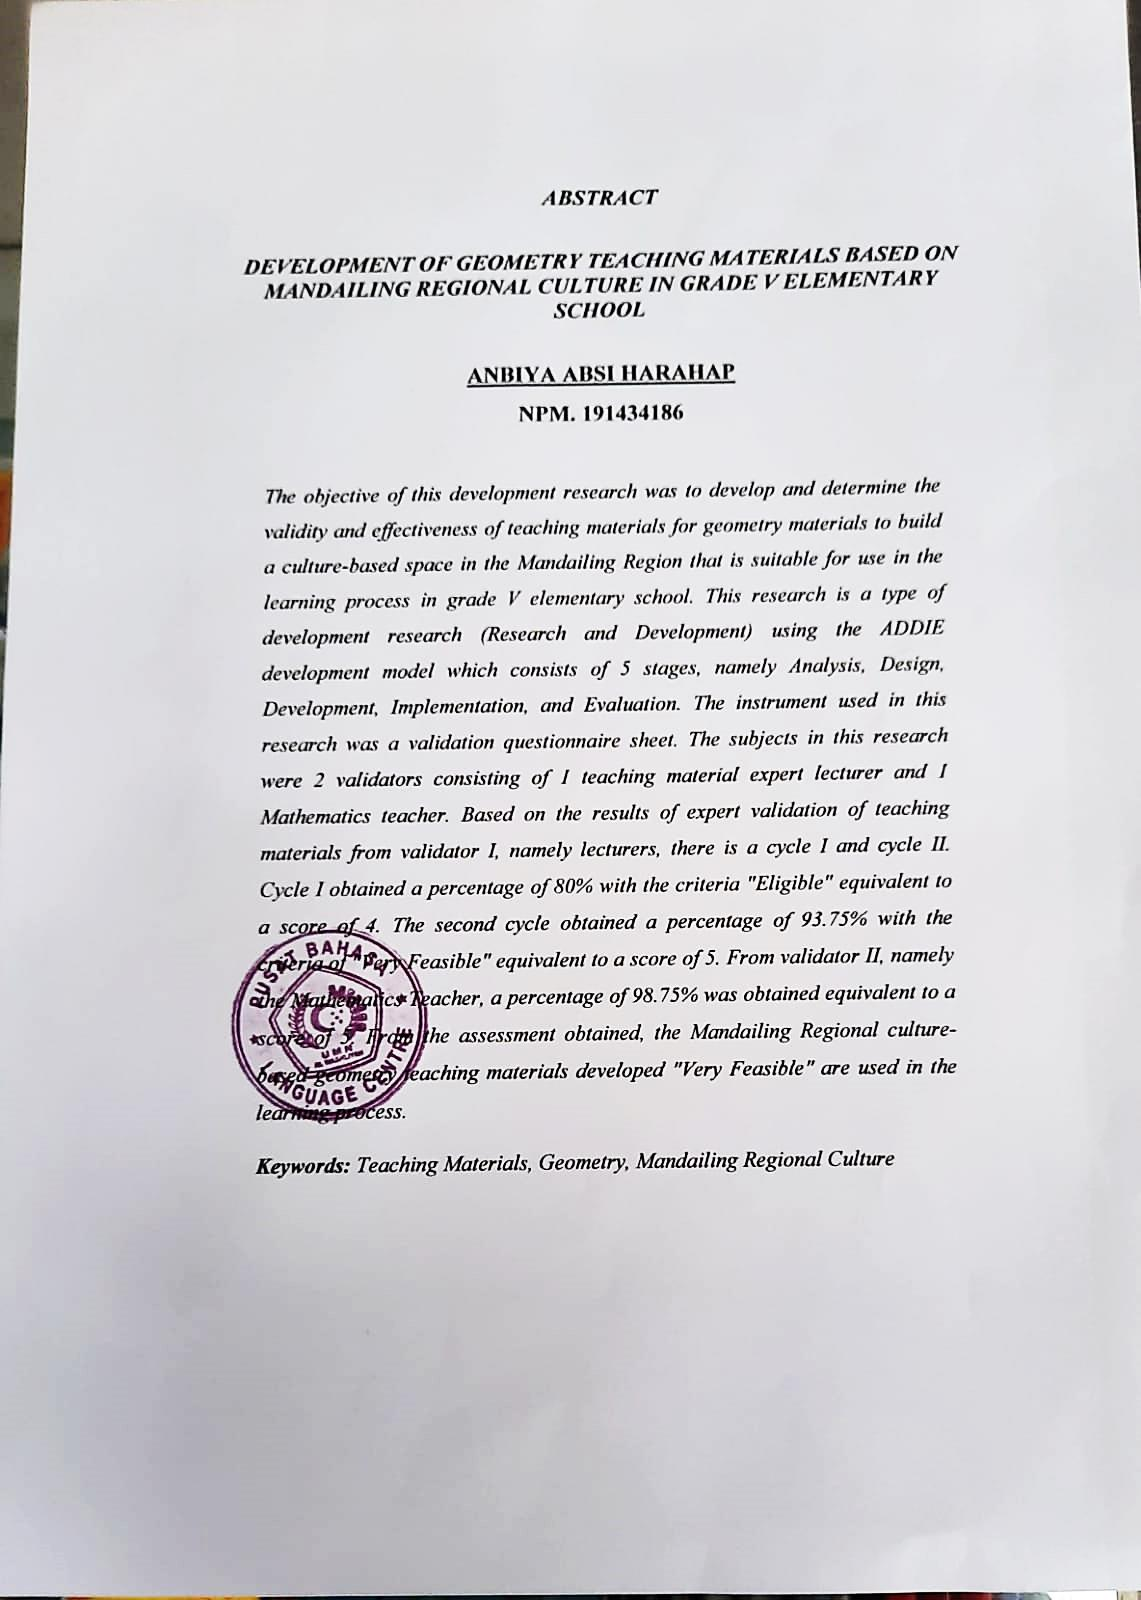 ABSTRACT
DEVELOPMENT OF GEOMETRY TEACHING MATERIALS BASED ON
MANDAILING REGIONAL CULTURE IN GRADE V ELEMENTARY
SCHOOL
ANBIYA ABSI HARAHAP
NPM. 191434186
The objective of this development research was to develop and determine the
validity and effectiveness of teaching materials for geometry materials to build
a culture-based space in the Mandailing Region that is suitable for use in the
learning process in grade V elementary school. This research is a type of
development research (Research and Development) using the ADDIE
development model which consists of 5 stages, namely Analysis, Design,
Development, Implementation, and Evaluation. The instrument used in this
research was a validation questionnaire sheet. The subjects in this research
were 2 validators consisting of I teaching material expert lecturer and I
Mathematics teacher. Based on the results of expert validation of teaching
materials from validator I, namely lecturers, there is a cycle I and cycle II.
Cycle I obtained a percentage of 80% with the criteria "Eligible" equivalent to
a score of 4. The second cycle obtained a percentage of 93.75% with the
criteria of "Very Feasible" equivalent to a score of 5. From validator II, namely
the Mathematics Teacher, a percentage of 98.75% was obtained equivalent to a
score of 5. From the assessment obtained, the Mandailing Regional culture-
based geometry teaching materials developed "Very Feasible" are used in the
learning process.
PUSAT BAHASA
UMN
LANGUAGE CENTRE
Keywords: Teaching Materials, Geometry, Mandailing Regional Culture